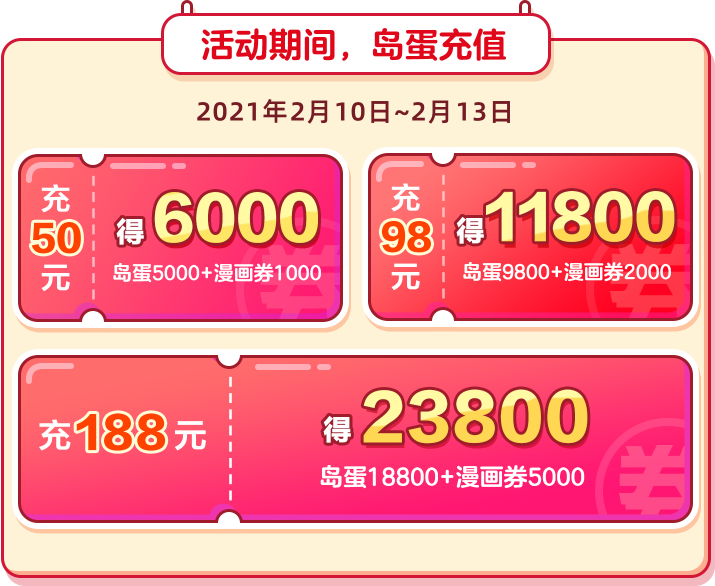 活动期间，岛蛋充值
2021年2月10日~2月13日
充
50
元
得6000
岛蛋5000+漫画券1000
券
充
98
元
得11800
岛蛋9800+漫画券2000
券
充188元
得23800
岛蛋18800+漫画券5000
券